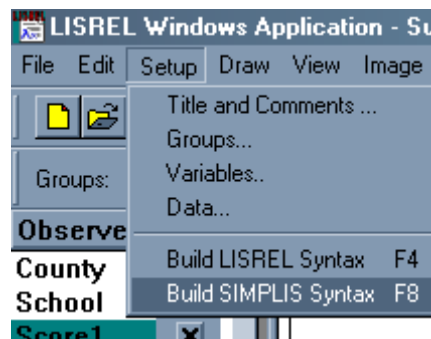 LISREL Windows Application - Su
File Edit Setup Draw View Image
Title and Comments ...
Groups...
Groups: Variables..
Data...
Observe
Build LISREL Syntax F4
County
Build SIMPLIS Syntax F8
School
Score1